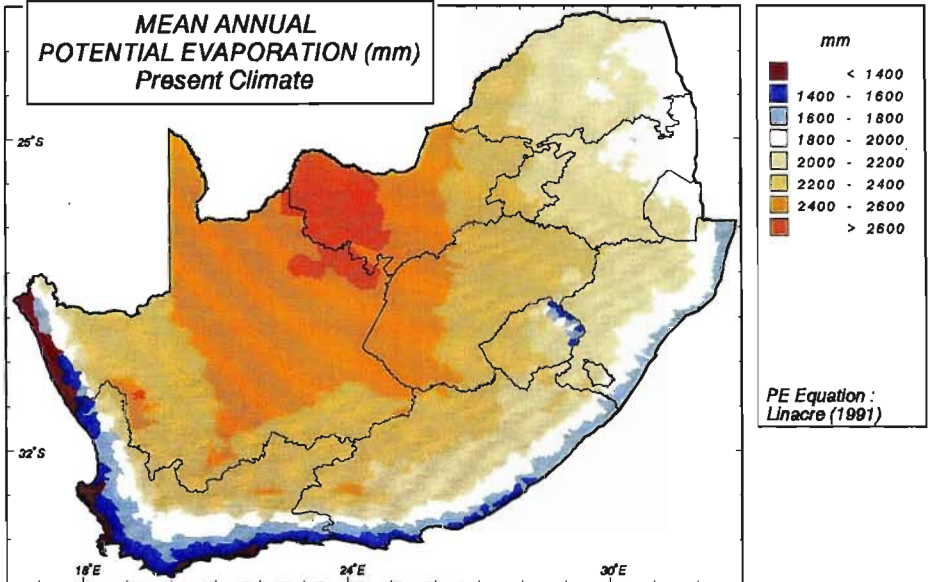 MEAN ANNUAL
POTENTIAL EVAPORATION (mm)
Present Climate
mm
< 1400
1400 - 1600
1600 - 1800
1800 - 2000
2000 - 2200
2200 - 2400
2400 - 2600
> 2600
PE Equation :
Linacre (1991)
25°S
32°S
18°E
24°E
30°E